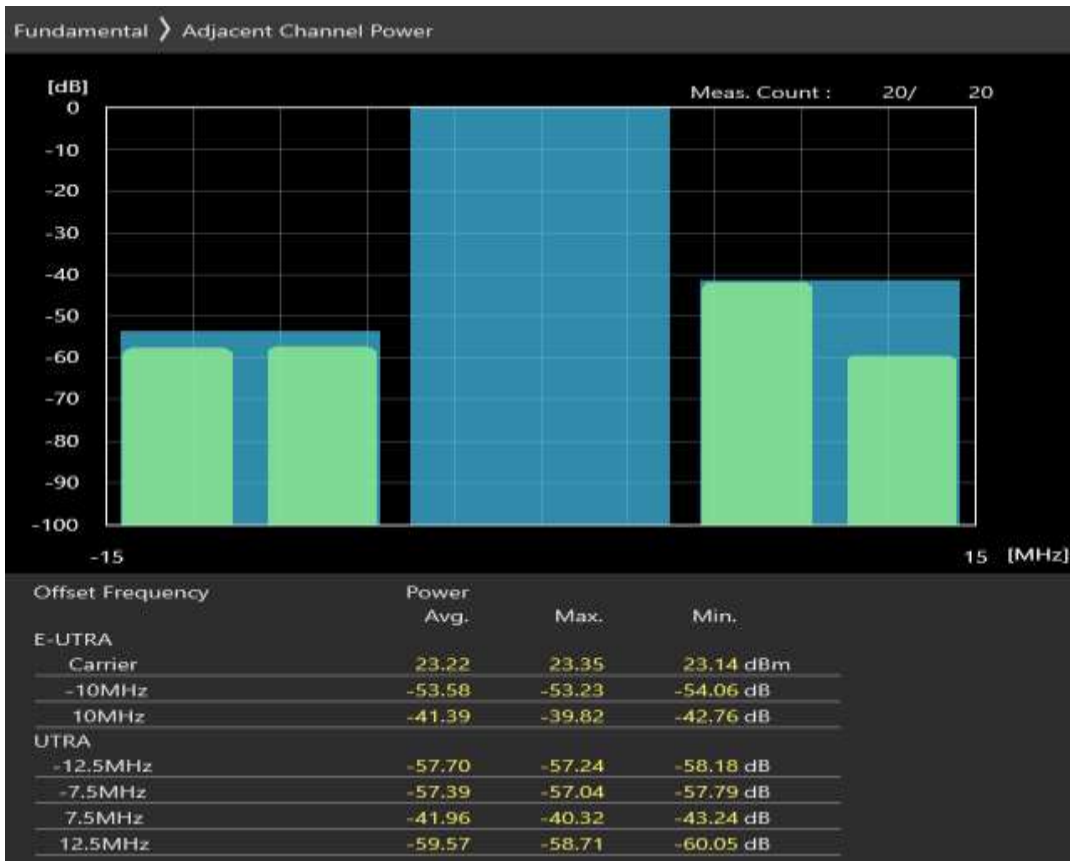 Fundamental 〉 Adjacent Channel Power
[dB]
Meas. Count : 20/ 20
0
-10
-20
-30
-40
-50
-60
-70
-80
-90
-100
-15 15 [MHz]
Offset Frequency Power
Avg. Max. Min.
E-UTRA
Carrier 23.22 23.35 23.14 dBm
-10MHz -53.58 -53.23 -54.06 dB
10MHz -41.39 -39.82 -42.76 dB
UTRA
-12.5MHz -57.70 -57.24 -58.18 dB
-7.5MHz -57.39 -57.04 -57.79 dB
7.5MHz -41.96 -40.32 -43.24 dB
12.5MHz -59.57 -58.71 -60.05 dB